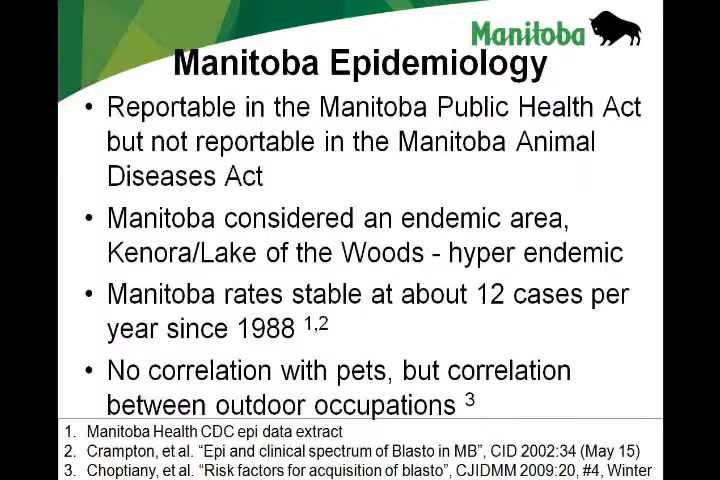 Manitoba
Manitoba Epidemiology
• Reportable in the Manitoba Public Health Act
but not reportable in the Manitoba Animal
Diseases Act
• Manitoba considered an endemic area,
Kenora/Lake of the Woods - hyper endemic
• Manitoba rates stable at about 12 cases per
year since 1988 1,2
• No correlation with pets, but correlation
between outdoor occupations 3
1. Manitoba Health CDC epi data extract
2. Crampton, et al. “Epi and clinical spectrum of Blasto in MB”, CID 2002:34 (May 15)
3. Choptiany, et al. “Risk factors for acquisition of blasto”, CJIDMM 2009:20, #4, Winter